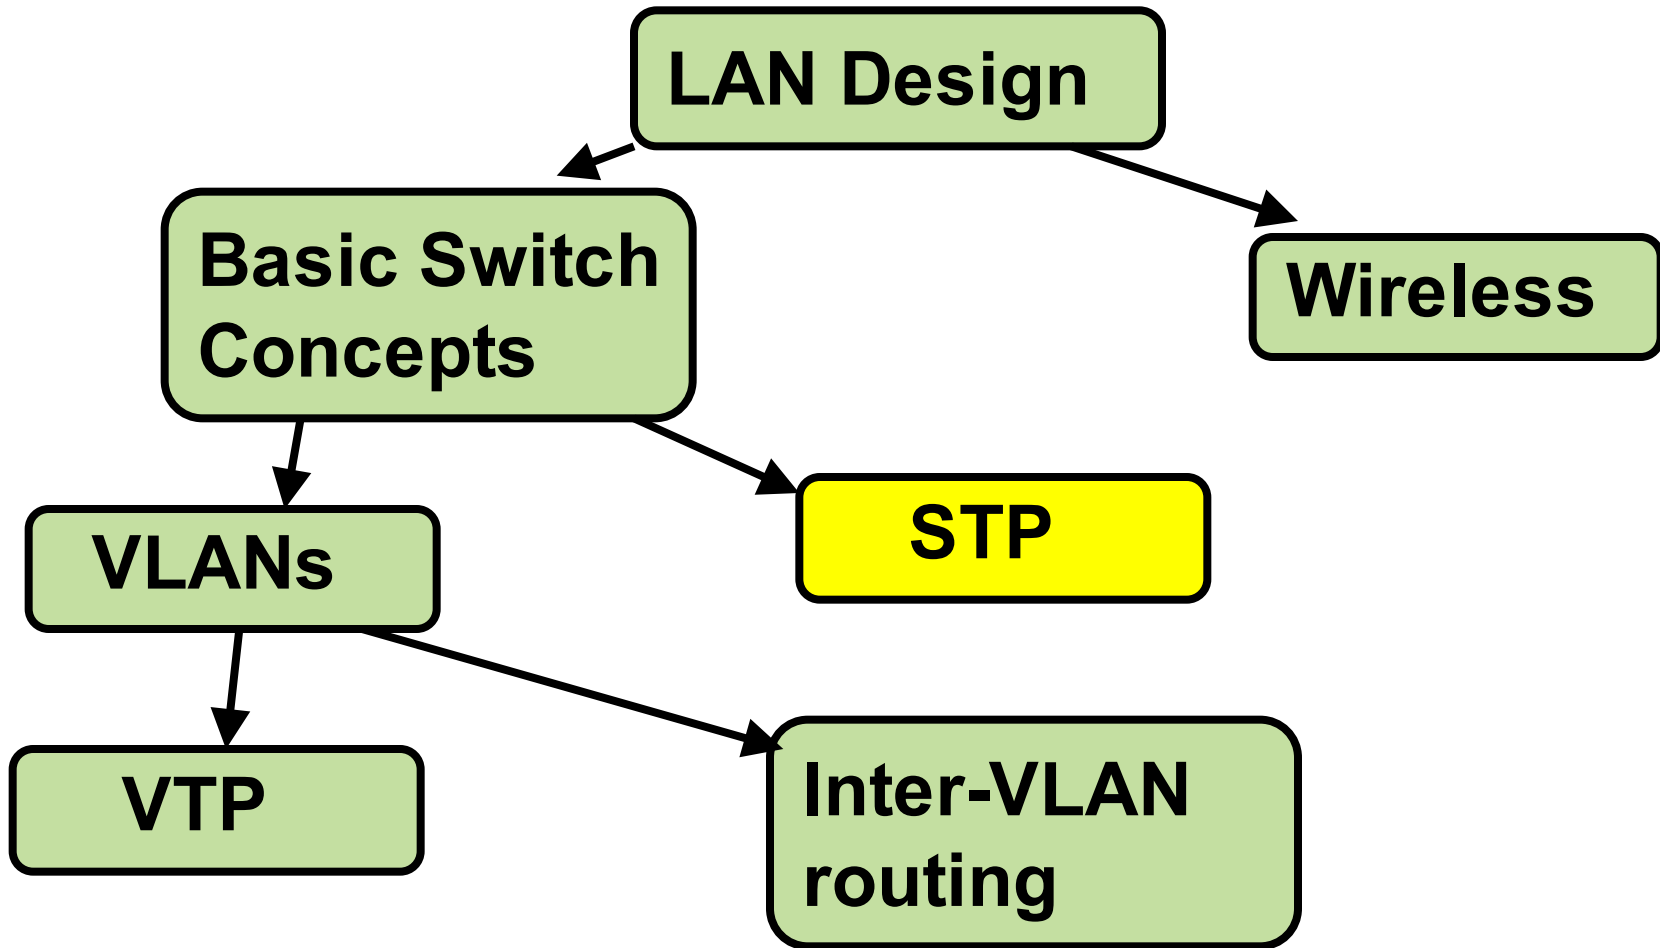 LAN Design
Basic Switch
Concepts
Wireless
STP
VLANs
VTP
Inter-VLAN
routing